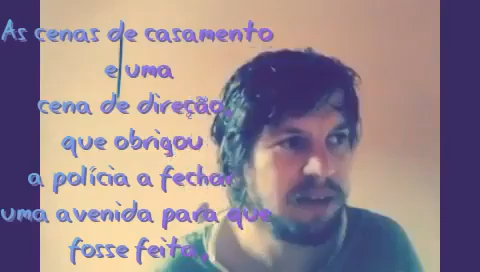 As cenas de casamento
e uma
cena de direção,
que obrigou
a polícia a fechar
uma avenida para que
fosse feita.